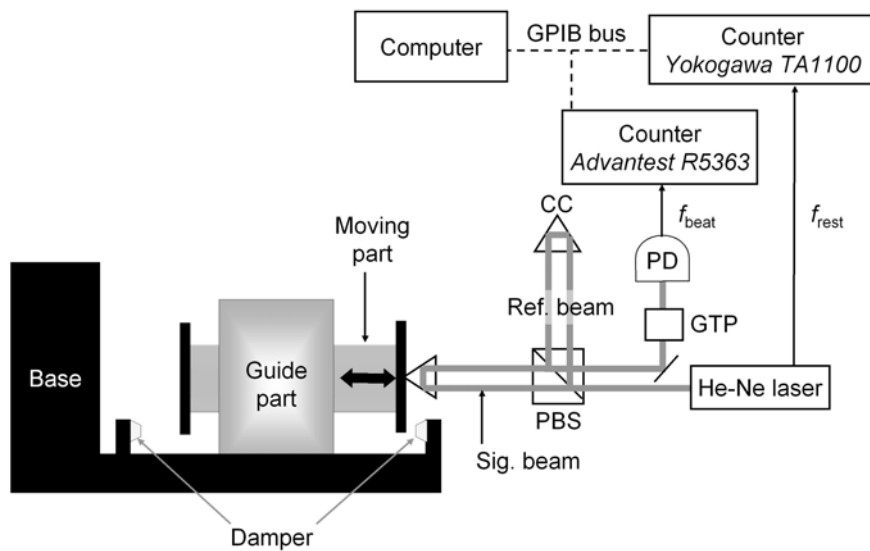 Computer
GPIB bus
Counter
Yokogawa TA1100
Counter
Advantest R5363
CC
f_beat
f_rest
Moving
part
PD
Ref. beam
GTP
Base
Guide
part
He-Ne laser
PBS
Sig. beam
Damper